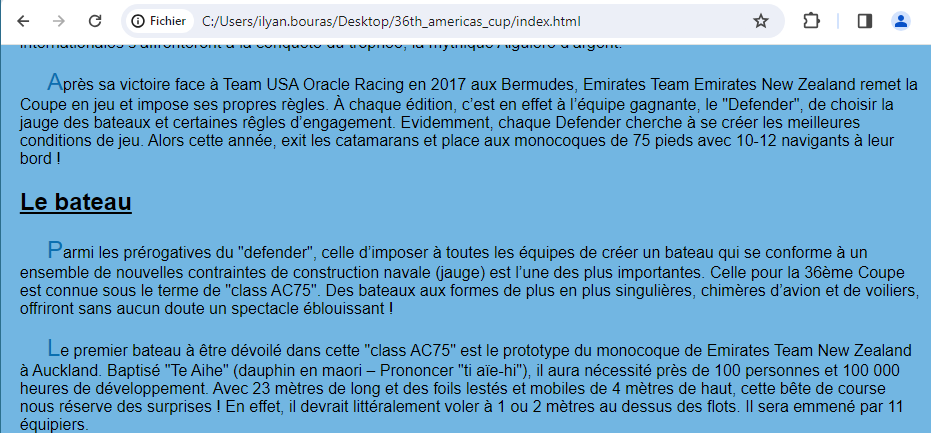 Fichier C:/Users/ilyan.bouras/Desktop/36th_americas_cup/index.html
internationales s'affronteront à la conquête du trophée, la mythique Aiguière d'argent.
Après sa victoire face à Team USA Oracle Racing en 2017 aux Bermudes, Emirates Team Emirates New Zealand remet la
Coupe en jeu et impose ses propres règles. À chaque édition, c’est en effet à l’équipe gagnante, le "Defender", de choisir la
jauge des bateaux et certaines rêgles d’engagement. Evidemment, chaque Defender cherche à se créer les meilleures
conditions de jeu. Alors cette année, exit les catamarans et place aux monocoques de 75 pieds avec 10-12 navigants à leur
bord !
Le bateau
Parmi les prérogatives du "defender", celle d’imposer à toutes les équipes de créer un bateau qui se conforme à un
ensemble de nouvelles contraintes de construction navale (jauge) est l’une des plus importantes. Celle pour la 36ème Coupe
est connue sous le terme de "class AC75". Des bateaux aux formes de plus en plus singulières, chimères d’avion et de voiliers,
offriront sans aucun doute un spectacle éblouissant !
Le premier bateau à être dévoilé dans cette "class AC75" est le prototype du monocoque de Emirates Team New Zealand
à Auckland. Baptisé "Te Aihe" (dauphin en maori – Prononcer "ti aïe-hi"), il aura nécessité près de 100 personnes et 100 000
heures de développement. Avec 23 mètres de long et des foils lestés et mobiles de 4 mètres de haut, cette bête de course
nous réserve des surprises ! En effet, il devrait littéralement voler à 1 ou 2 mètres au dessus des flots. Il sera emmené par 11
équipiers.